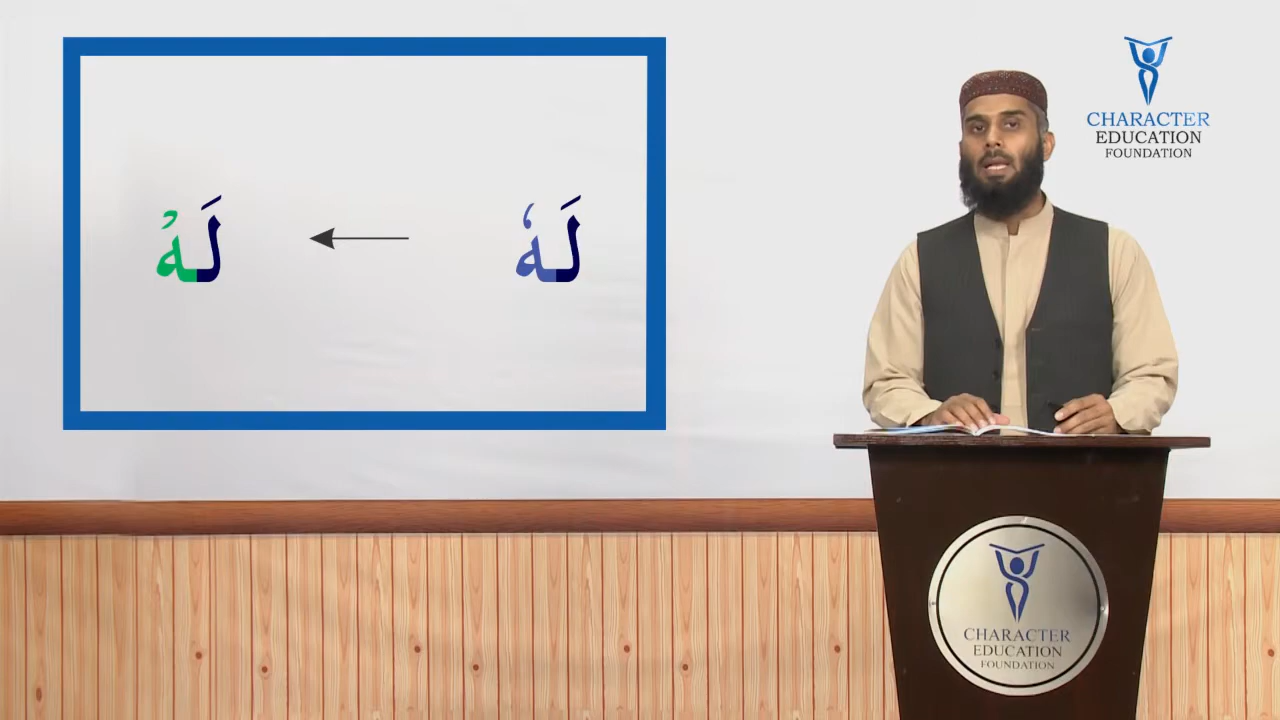 لَهٗ ← لَهُ
CHARACTER
EDUCATION
FOUNDATION
CHARACTER
EDUCATION
FOUNDATION